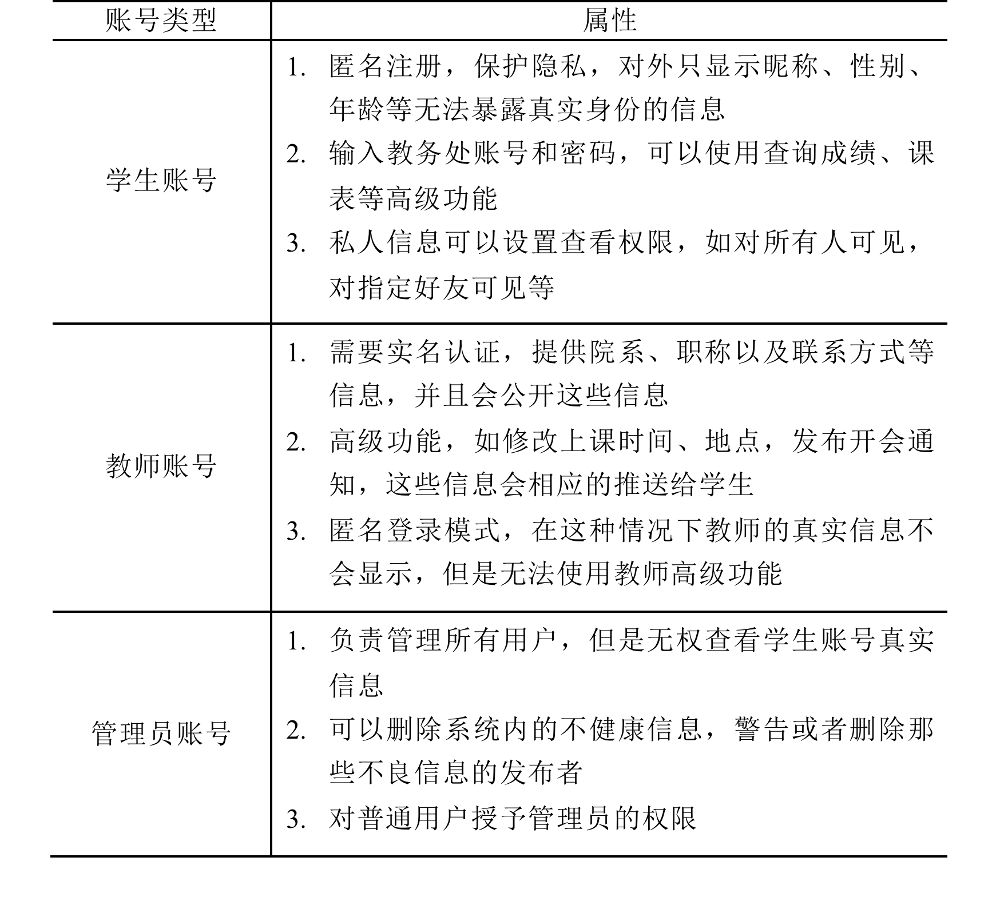 账号类型 属性
学生账号
1. 匿名注册，保护隐私，对外只显示昵称、性别、
年龄等无法暴露真实身份的信息
2. 输入教务处账号和密码，可以使用查询成绩、课
表等高级功能
3. 私人信息可以设置查看权限，如对所有人可见，
对指定好友可见等
教师账号
1. 需要实名认证，提供院系、职称以及联系方式等
信息，并且会公开这些信息
2. 高级功能，如修改上课时间、地点，发布开会通
知，这些信息会相应的推送给学生
3. 匿名登录模式，在这种情况下教师的真实信息不
会显示，但是无法使用教师高级功能
管理员账号
1. 负责管理所有用户，但是无权查看学生账号真实
信息
2. 可以删除系统内的不健康信息，警告或者删除那
些不良信息的发布者
3. 对普通用户授予管理员的权限